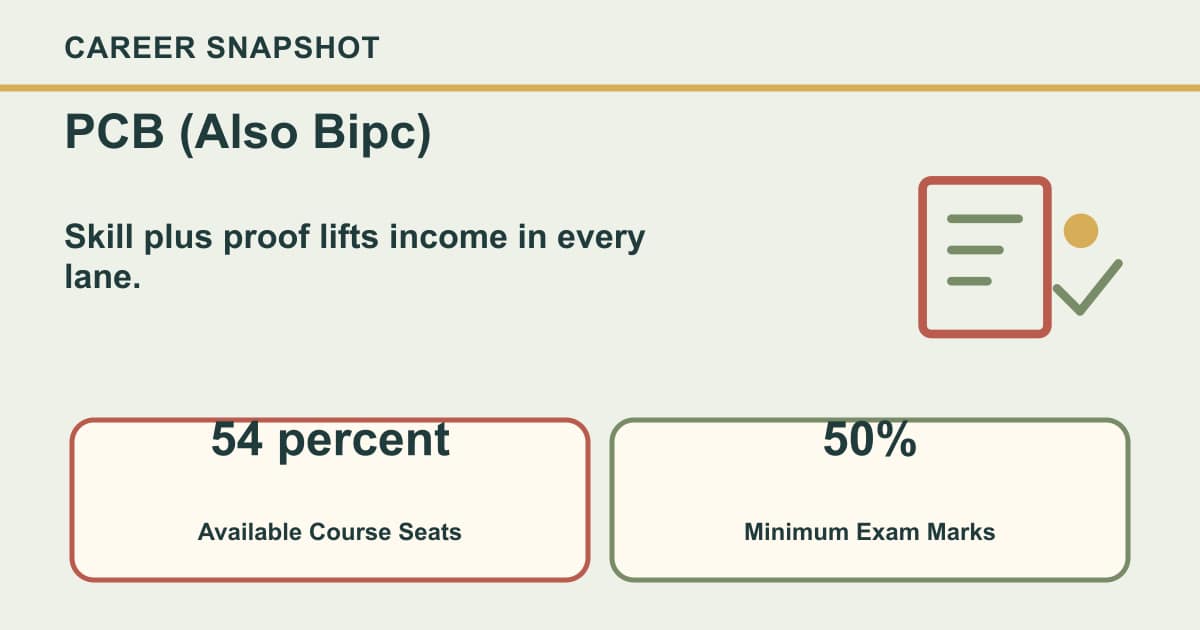 CAREER SNAPSHOT
PCB (Also Bipc)
Skill plus proof lifts income in every
lane.
54 percent
Available Course Seats
50%
Minimum Exam Marks